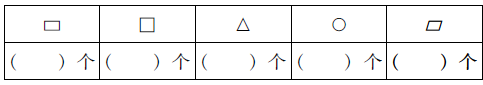 ▭ □ △ ○ ▱
(　　) 个 (　　) 个 (　　) 个 (　　) 个 (　　) 个